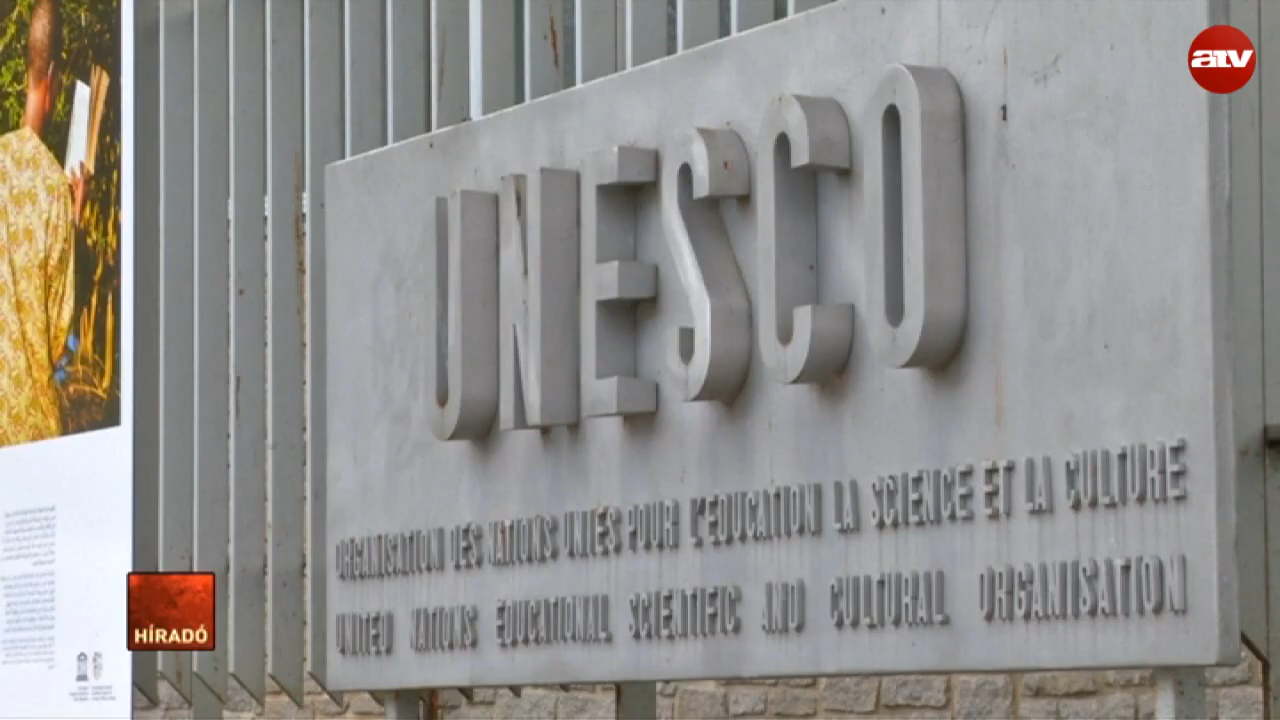 atv
UNESCO
ORGANISATION DES NATIONS UNIES POUR L'EDUCATION LA SCIENCE ET LA CULTURE
UNITED NATIONS EDUCATIONAL SCIENTIFIC AND CULTURAL ORGANISATION
HÍRADÓ